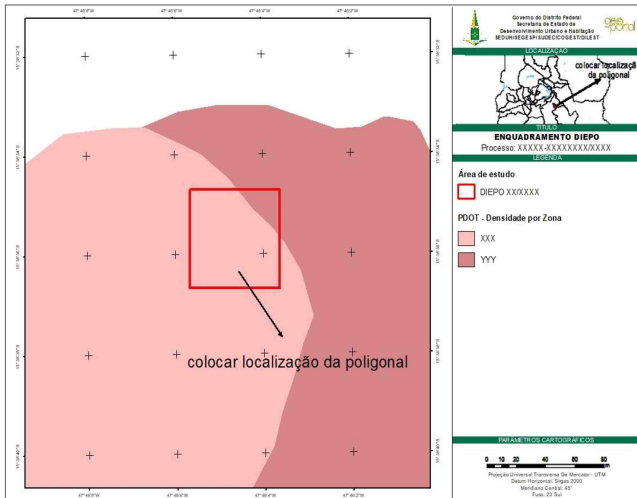 Governo do Distrito Federal
Secretaria de Estado de
Desenvolvimento Urbano e Habitação
SEDUH/SEGESP/SUDEC/COGEST/DILEST
geo
portal
LOCALIZAÇÃO
colocar localização
da poligonal
TÍTULO
ENQUADRAMENTO DIEPO
Processo: XXXXX-XXXXXXXX/XXXX
LEGENDA
Área de estudo
DIEPO XX/XXXX
PDOT - Densidade por Zona
XXX
YYY
colocar localização da poligonal
PARÂMETROS CARTOGRÁFICOS
0 10 20 40 60 80
m
Projeção Universal Transversa De Mercator - UTM
Datum Horizontal: Sirgas 2000
Meridiano Central: 45°
Fuso: 23 Sul